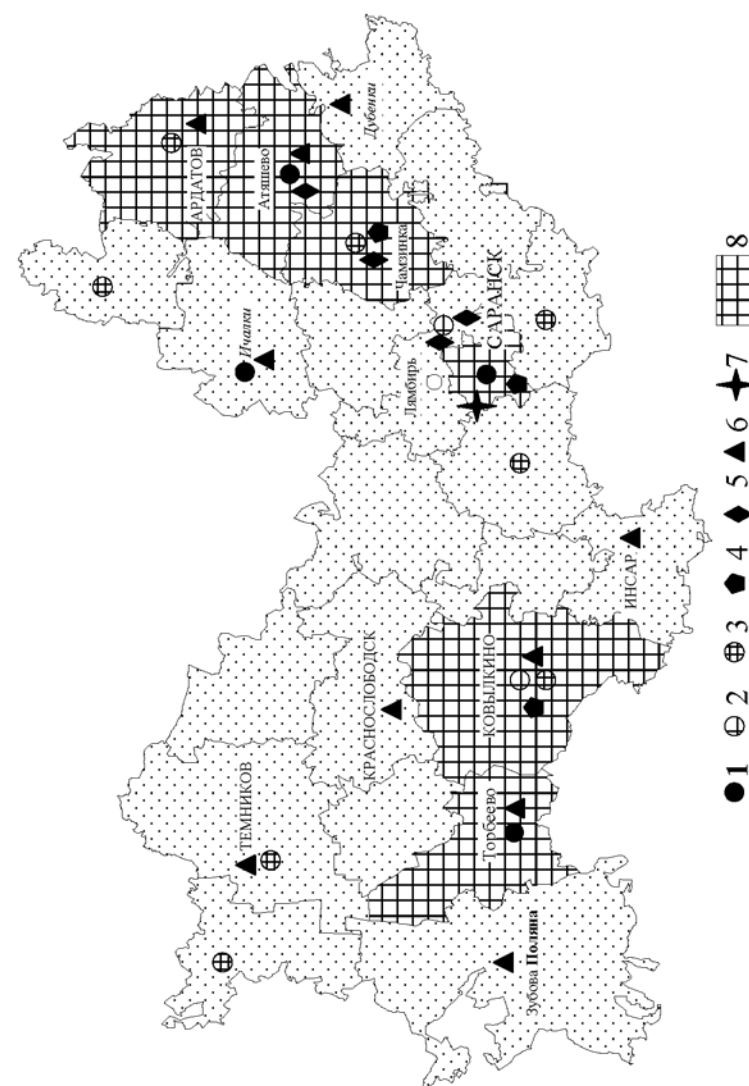 ТЕМНИКОВ
Зубова Поляна
Торбеево
КРАСНОСЛОБОДСК
КОВЫЛКИНО
ИНСАР
Ичалки
Лямбирь
САРАНСК
АРДАТОВ
Атяшево
Чамзинка
Дубенки
1 2 3 4 5 6 7 8